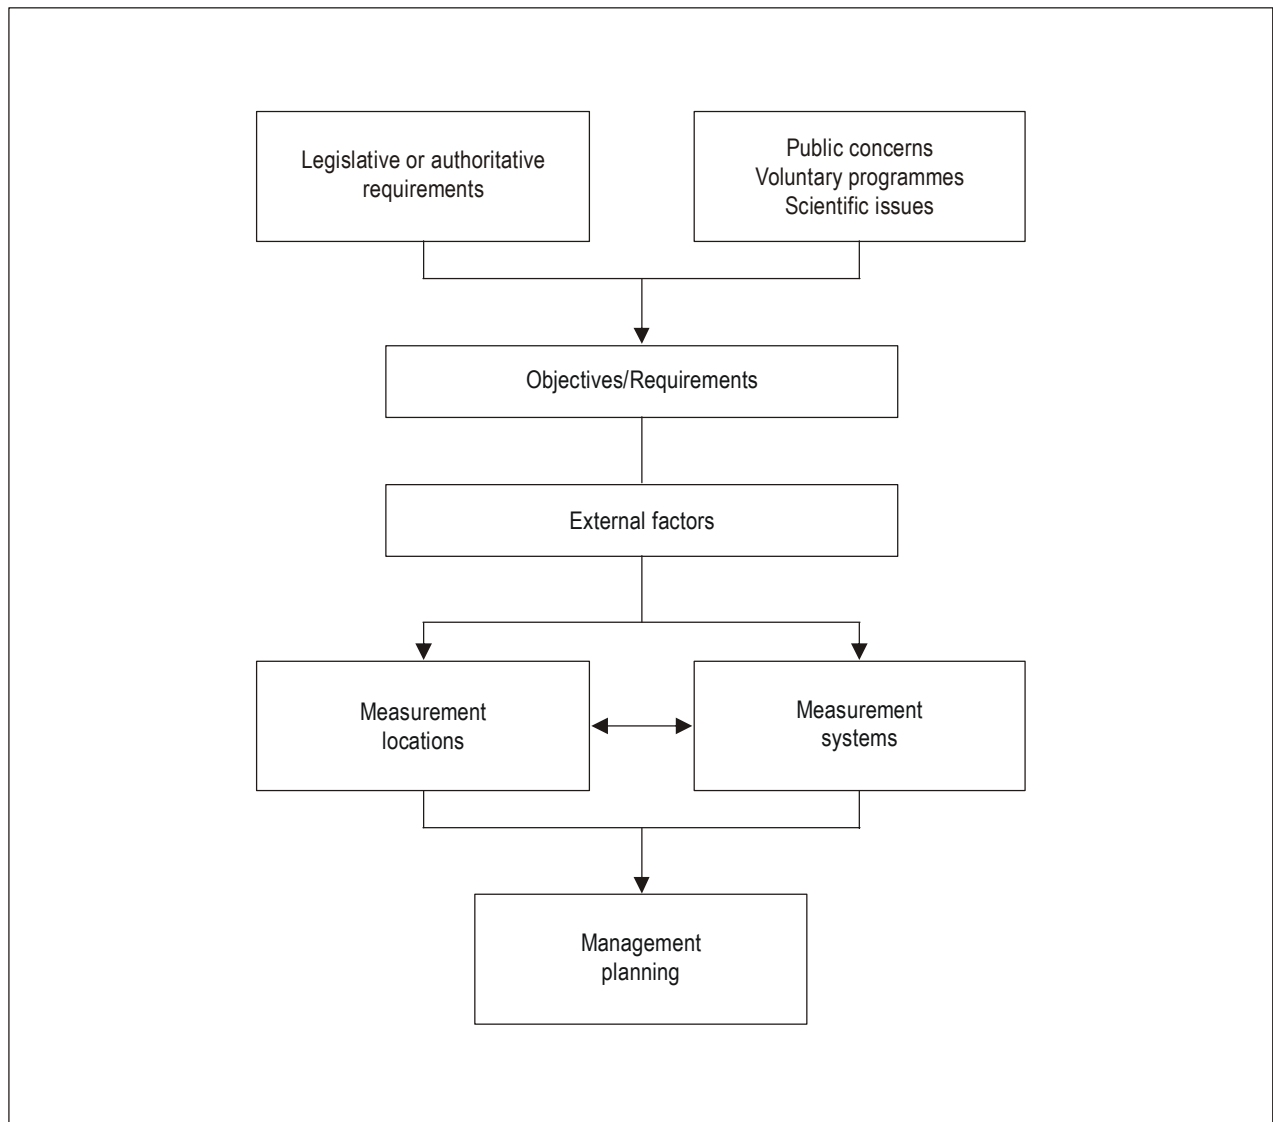 Legislative or authoritative
requirements
Public concerns
Voluntary programmes
Scientific issues
Objectives/Requirements
External factors
Measurement
locations
Measurement
systems
Management
planning